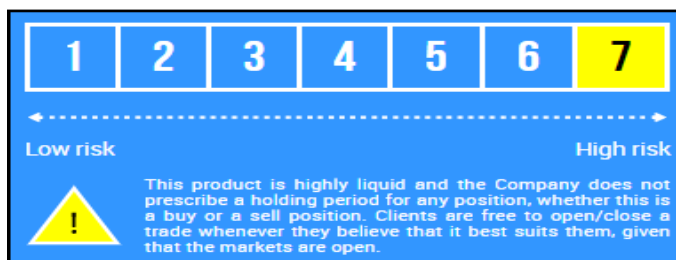 1 2 3 4 5 6 7
Low risk High risk
This product is highly liquid and the Company does not
prescribe a holding period for any position, whether this is
a buy or a sell position. Clients are free to open/close a
trade whenever they believe that it best suits them, given
that the markets are open.
!